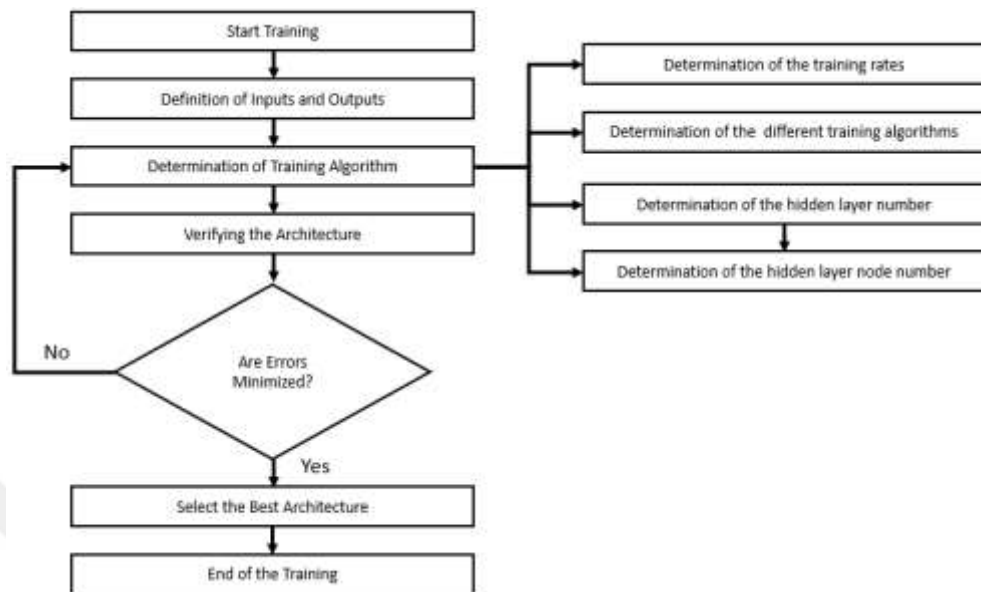 Start Training
Definition of Inputs and Outputs
Determination of Training Algorithm
Verifying the Architecture
Are Errors
Minimized?
No
Yes
Select the Best Architecture
End of the Training
Determination of the training rates
Determination of the different training algorithms
Determination of the hidden layer number
Determination of the hidden layer node number